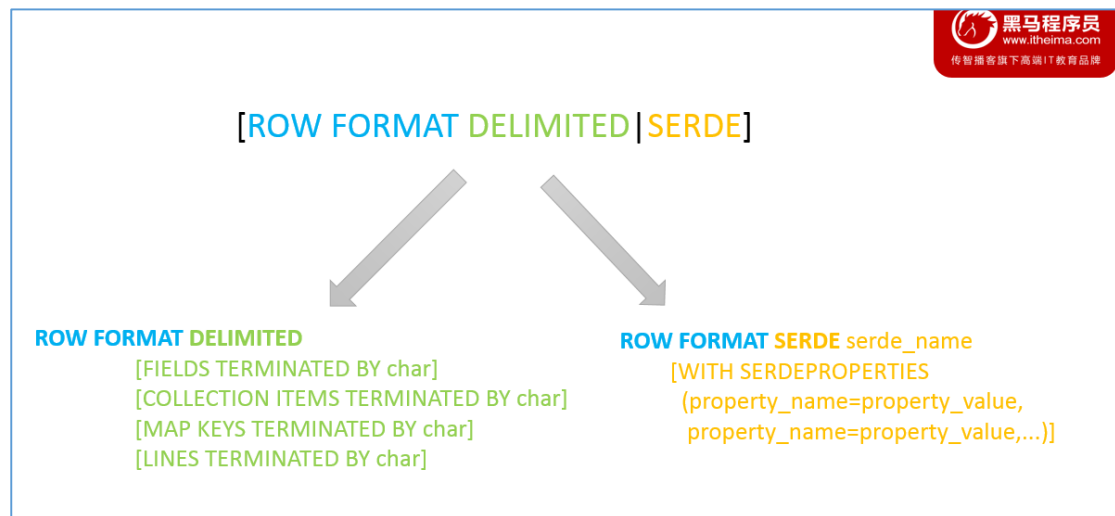 黑马程序员
www.itheima.com
传智播客旗下高端IT教育品牌
[ROW FORMAT DELIMITED|SERDE]
ROW FORMAT DELIMITED
[FIELDS TERMINATED BY char]
[COLLECTION ITEMS TERMINATED BY char]
[MAP KEYS TERMINATED BY char]
[LINES TERMINATED BY char]
ROW FORMAT SERDE serde_name
[WITH SERDEPROPERTIES
(property_name=property_value,
property_name=property_value,...)]